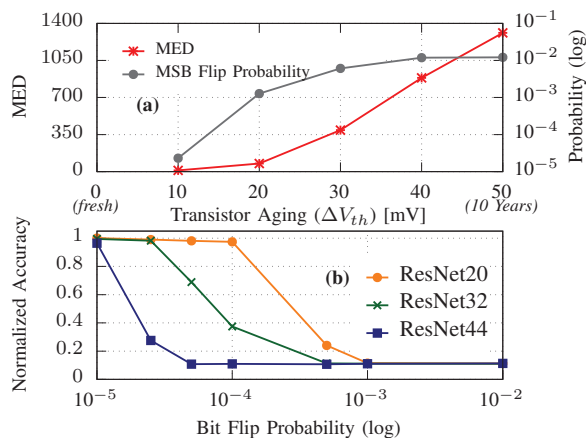 1400
1050
700
350
0
MED
MED
MSB Flip Probability
(a)
10⁻¹
10⁻²
10⁻³
10⁻⁴
10⁻⁵
Probability (log)
0 10 20 30 40 50
(fresh) Transistor Aging (ΔV_th) [mV] (10 Years)
1
0.8
0.6
0.4
0.2
0
Normalized Accuracy
(b)
ResNet20
ResNet32
ResNet44
10⁻⁵ 10⁻⁴ 10⁻³ 10⁻²
Bit Flip Probability (log)